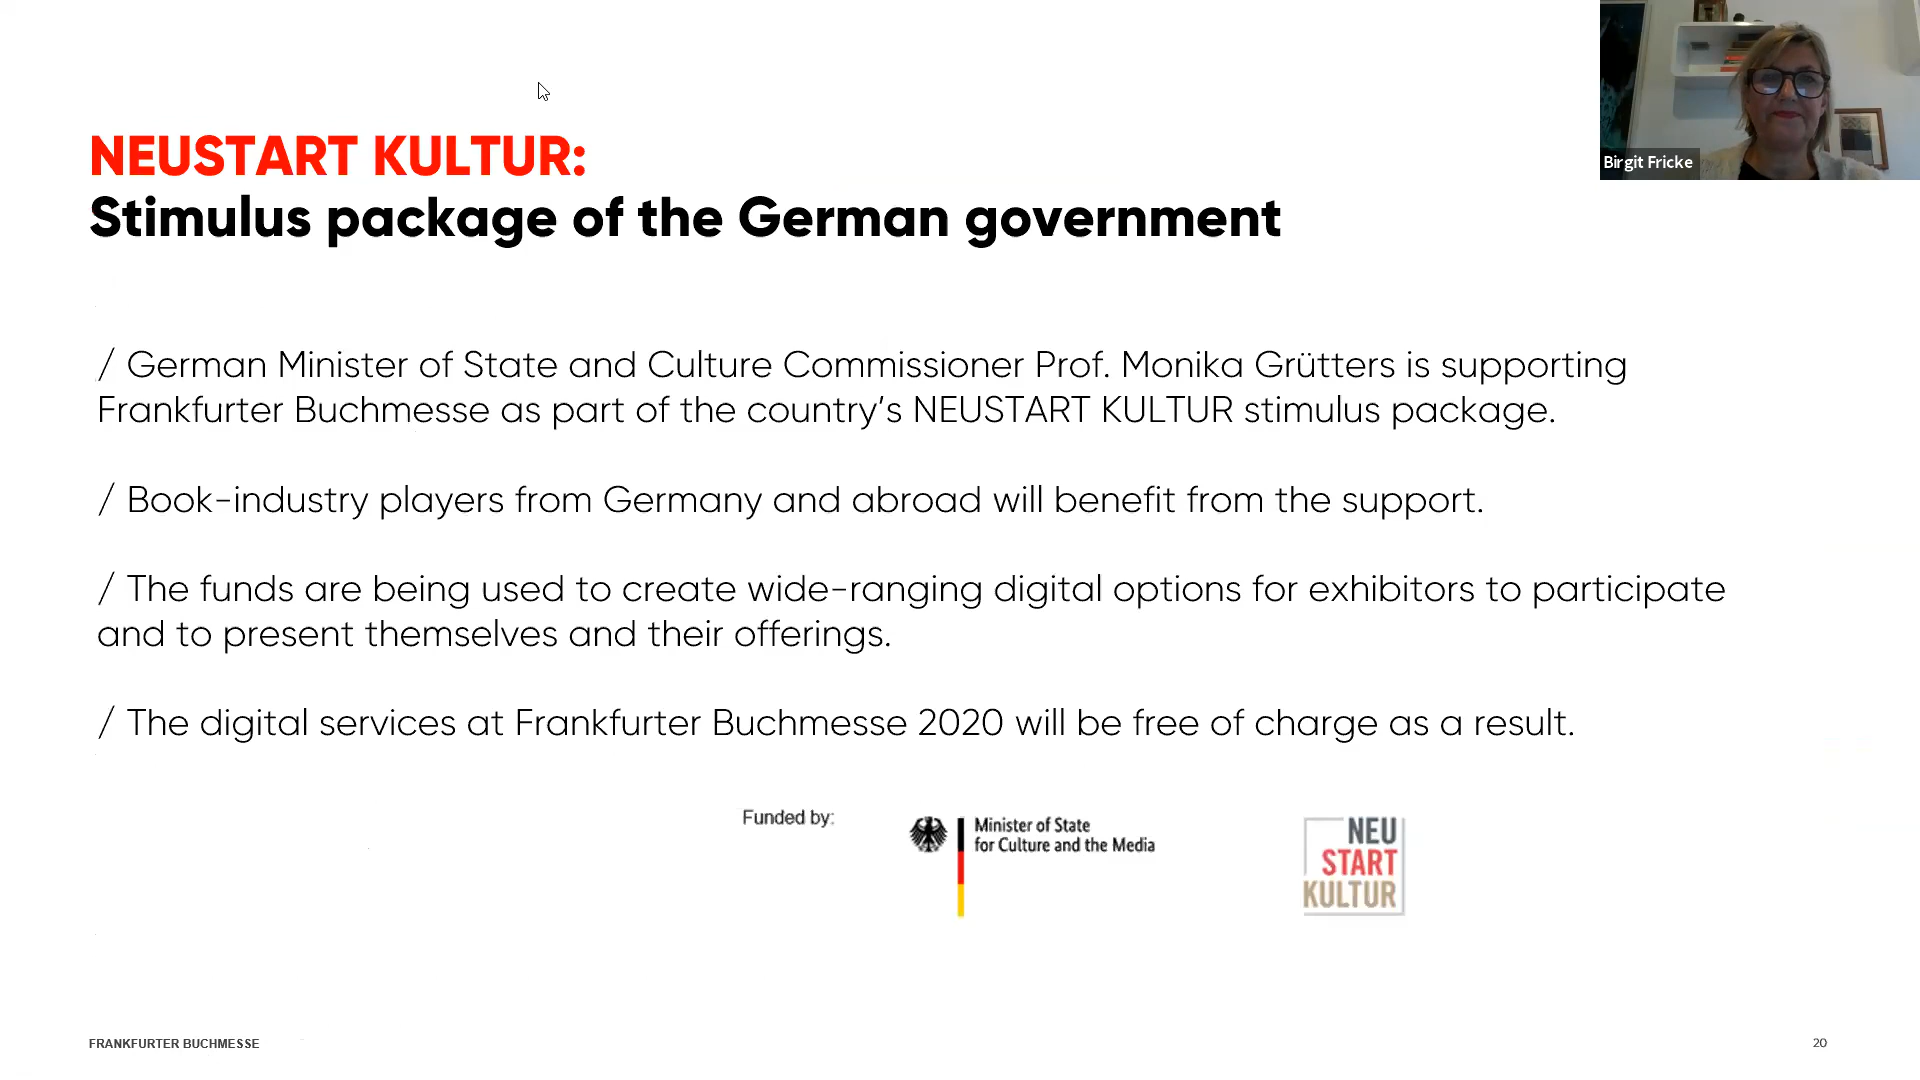 Birgit Fricke
NEUSTART KULTUR:
Stimulus package of the German government
/ German Minister of State and Culture Commissioner Prof. Monika Grütters is supporting
Frankfurter Buchmesse as part of the country’s NEUSTART KULTUR stimulus package.
/ Book-industry players from Germany and abroad will benefit from the support.
/ The funds are being used to create wide-ranging digital options for exhibitors to participate
and to present themselves and their offerings.
/ The digital services at Frankfurter Buchmesse 2020 will be free of charge as a result.
Funded by:
Minister of State
for Culture and the Media
NEU
START
KULTUR
FRANKFURTER BUCHMESSE
20